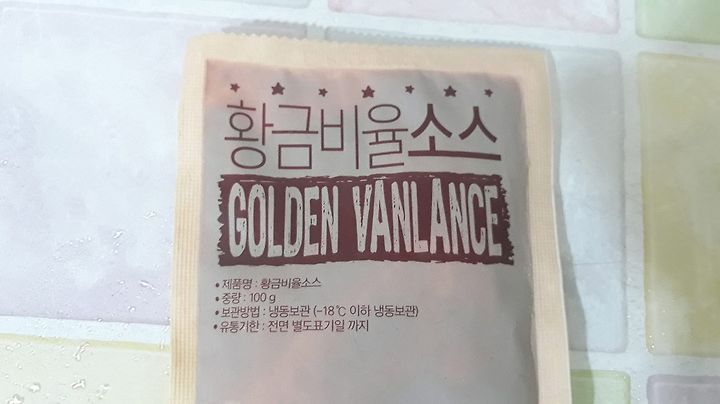 황금비율소스
GOLDEN VANLANCE
• 제품명 : 황금비율소스
• 중량 : 100 g
• 보관방법 : 냉동보관 (-18℃ 이하 냉동보관)
• 유통기한 : 전면 별도표기일 까지